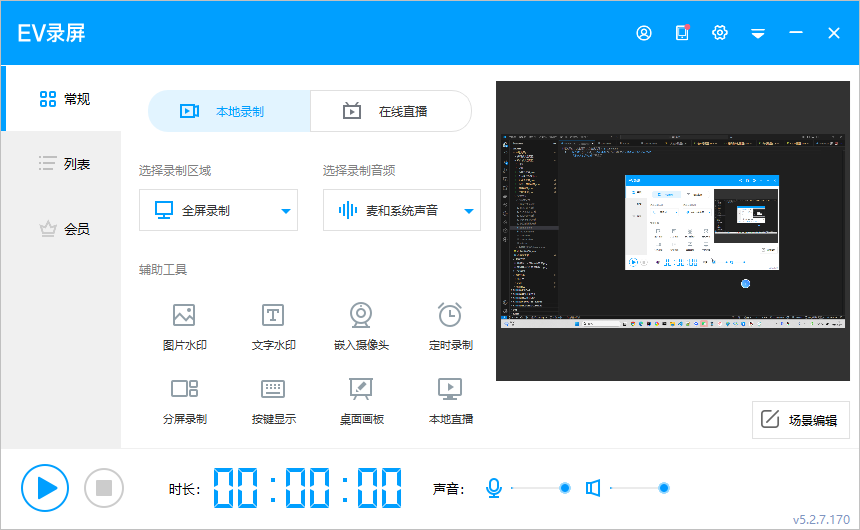 EV录屏
常规
列表
会员
本地录制
在线直播
选择录制区域
选择录制音频
全屏录制
麦和系统声音
辅助工具
图片水印
文字水印
嵌入摄像头
定时录制
分屏录制
按键显示
桌面画板
本地直播
场景编辑
时长:
00:00:00
声音:
v5.2.7.170